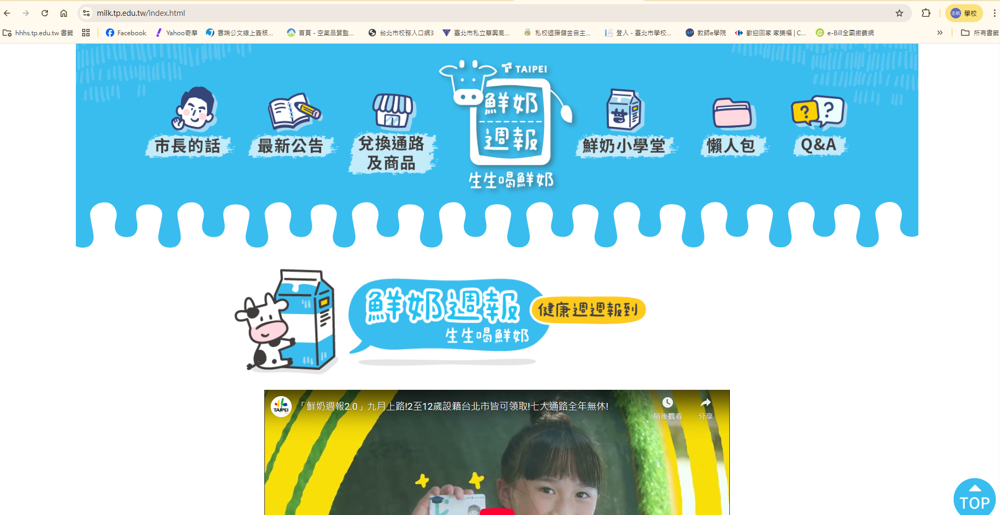 milk.tp.edu.tw/index.html
志航 學校
hhhs.tp.edu.tw 書籤
Facebook
Yahoo奇摩
雲端公文線上簽核...
首頁 - 空氣品質監...
台北市校務入口網3
臺北市私立華興高...
私校退撫儲金自主...
登入 - 臺北市學校...
教師e學院
歡迎回家 家樂福 | C...
e-Bill全國繳費網
»
所有書籤
市長的話
最新公告
兌換通路
及商品
TAIPEI
鮮奶
週報
生生喝鮮奶
鮮奶小學堂
懶人包
? ?
Q&A
鮮奶週報
健康週週報到
生生喝鮮奶
TAIPEI
「鮮奶週報2.0」九月上路!2至12歲設籍台北市皆可領取!七大通路全年無休!
稍後觀看
分享
TOP